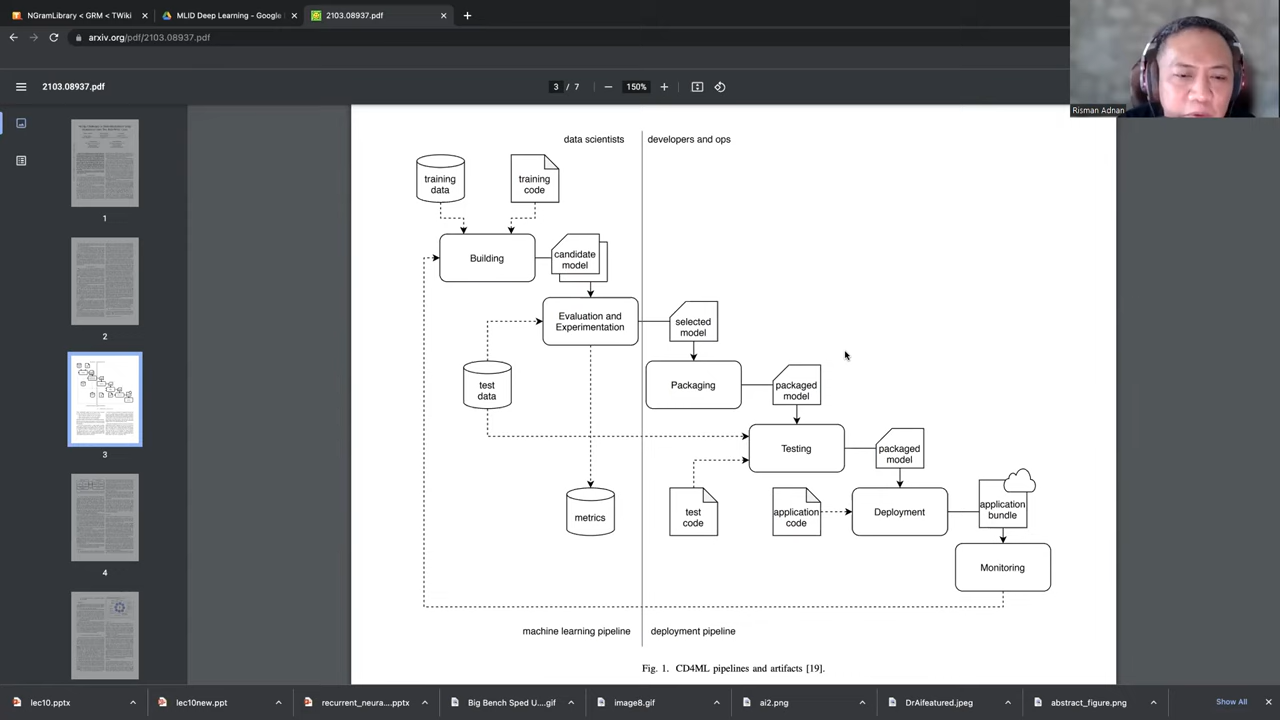 NGramLibrary < GRM < TWiki
MLID Deep Learning - Google
2103.08937.pdf
arxiv.org/pdf/2103.08937.pdf
2103.08937.pdf
3 / 7
150%
Risman Adnan
1
2
3
4
data scientists
developers and ops
training
data
training
code
Building
candidate
model
Evaluation and
Experimentation
selected
model
test
data
Packaging
packaged
model
Testing
packaged
model
metrics
test
code
application
code
Deployment
application
bundle
Monitoring
machine learning pipeline
deployment pipeline
Fig. 1. CD4ML pipelines and artifacts [19].
lec10.pptx
lec10new.ppt
recurrent_neura....pptx
Big Bench Sped U....gif
image8.gif
ai2.png
DrAifeatured.jpeg
abstract_figure.png
Show All